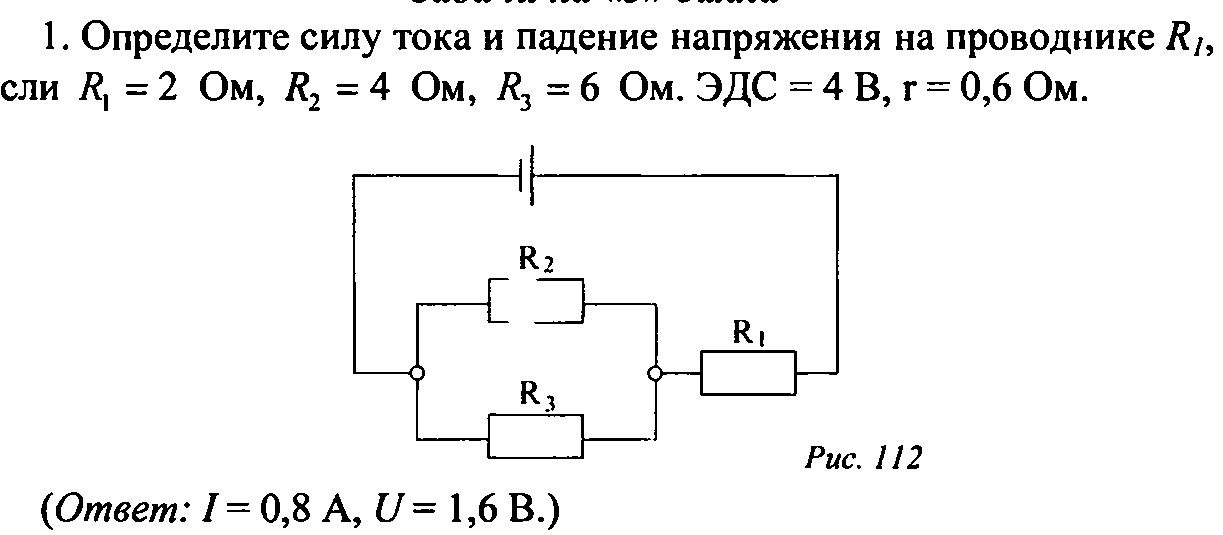 1. Определите силу тока и падение напряжения на проводнике R₁,
сли R₁ = 2 Ом, R₂ = 4 Ом, R₃ = 6 Ом. ЭДС = 4 В, r = 0,6 Ом.
R₂
R₁
R₃
Рис. 112
(Ответ: I = 0,8 А, U = 1,6 В.)